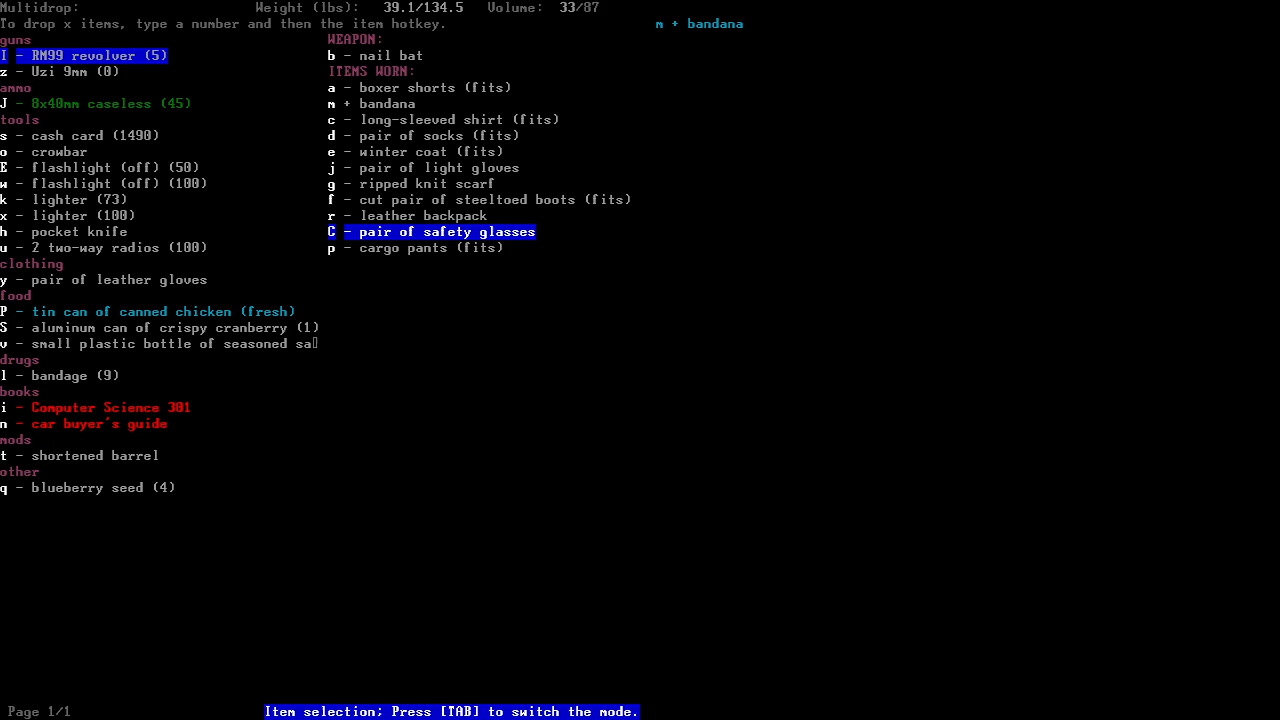 Multidrop: Weight (lbs): 39.1/134.5 Volume: 33/87
To drop x items, type a number and then the item hotkey. m + bandana
guns
I - RM99 revolver (5)
z - Uzi 9mm (0)
ammo
J - 8x40mm caseless (45)
tools
s - cash card (1490)
o - crowbar
E - flashlight (off) (50)
w - flashlight (off) (100)
k - lighter (73)
x - lighter (100)
h - pocket knife
u - 2 two-way radios (100)
clothing
y - pair of leather gloves
food
P - tin can of canned chicken (fresh)
S - aluminum can of crispy cranberry (1)
v - small plastic bottle of seasoned sa
drugs
l - bandage (9)
books
i - Computer Science 301
n - car buyer's guide
mods
t - shortened barrel
other
q - blueberry seed (4)
WEAPON:
b - nail bat
ITEMS WORN:
a - boxer shorts (fits)
m + bandana
c - long-sleeved shirt (fits)
d - pair of socks (fits)
e - winter coat (fits)
j - pair of light gloves
g - ripped knit scarf
f - cut pair of steeltoed boots (fits)
r - leather backpack
C - pair of safety glasses
p - cargo pants (fits)
Page 1/1 Item selection; Press [TAB] to switch the mode.